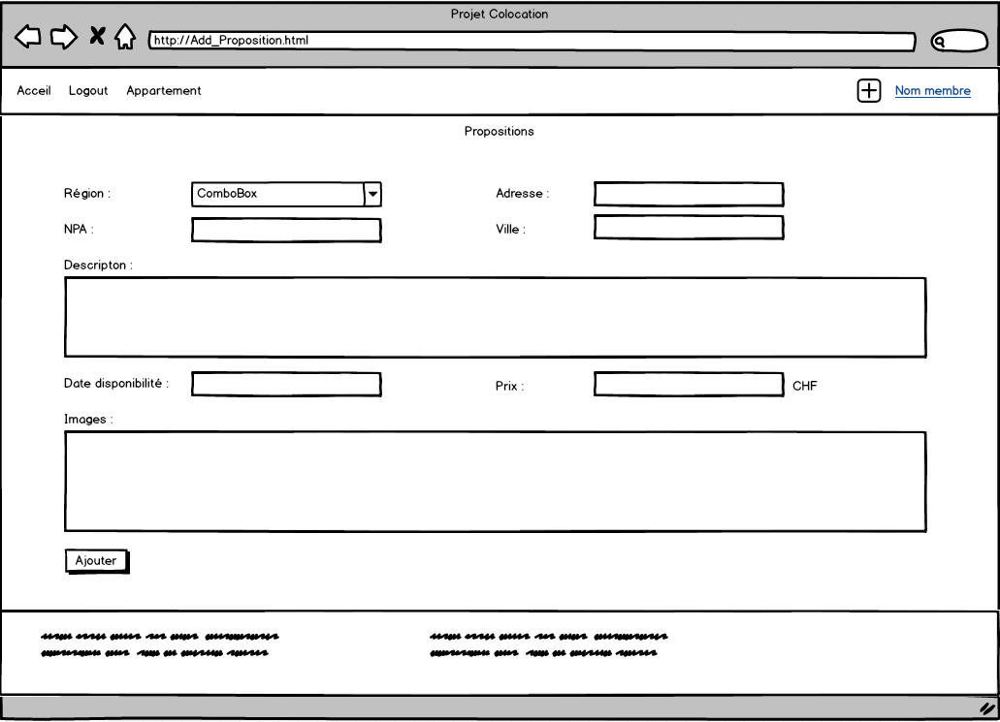 Projet Colocation
http://Add_Proposition.html
Acceil Logout Appartement Nom membre
Propositions
Région : ComboBox Adresse :
NPA : Ville :
Descripton :
Date disponibilité : Prix : CHF
Images :
Ajouter